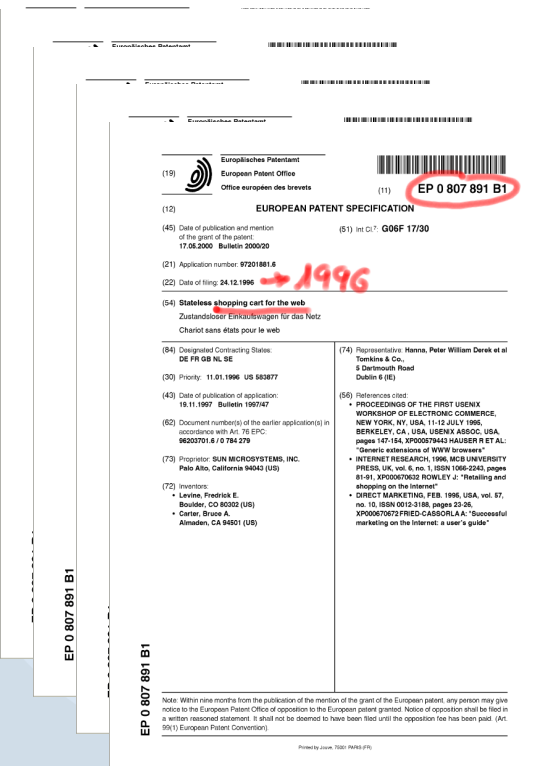 Europäisches Patentamt
Europäisches Patentamt
Europäisches Patentamt
(19)
Europäisches Patentamt
European Patent Office
Office européen des brevets
(11) EP 0 807 891 B1
(12) EUROPEAN PATENT SPECIFICATION
(45) Date of publication and mention
of the grant of the patent:
17.05.2000 Bulletin 2000/20
(51) Int Cl.7: G06F 17/30
(21) Application number: 97201881.6
(22) Date of filing: 24.12.1996
1996
(54) Stateless shopping cart for the web
Zustandsloser Einkaufswagen für das Netz
Chariot sans états pour le web
(84) Designated Contracting States:
DE FR GB NL SE
(30) Priority: 11.01.1996 US 583877
(43) Date of publication of application:
19.11.1997 Bulletin 1997/47
(62) Document number(s) of the earlier application(s) in
accordance with Art. 76 EPC:
96203701.6 / 0 784 279
(73) Proprietor: SUN MICROSYSTEMS, INC.
Palo Alto, California 94043 (US)
(72) Inventors:
• Levine, Fredrick E.
Boulder, CO 80302 (US)
• Carter, Bruce A.
Almaden, CA 94501 (US)
(74) Representative: Hanna, Peter William Derek et al
Tomkins & Co.,
5 Dartmouth Road
Dublin 6 (IE)
(56) References cited:
• PROCEEDINGS OF THE FIRST USENIX
WORKSHOP OF ELECTRONIC COMMERCE,
NEW YORK, NY, USA, 11-12 JULY 1995,
BERKELEY, CA , USA, USENIX ASSOC, USA,
pages 147-154, XP000579443 HAUSER R ET AL:
"Generic extensions of WWW browsers"
• INTERNET RESEARCH, 1996, MCB UNIVERSITY
PRESS, UK, vol. 6, no. 1, ISSN 1066-2243, pages
81-91, XP000670632 ROWLEY J: "Retailing and
shopping on the Internet"
• DIRECT MARKETING, FEB. 1996, USA, vol. 57,
no. 10, ISSN 0012-3188, pages 23-26,
XP000670672 FRIED-CASSORLA A: "Successful
marketing on the Internet: a user's guide"
EP 0 807 891 B1
EP 0 807 891 B1
Note: Within nine months from the publication of the mention of the grant of the European patent, any person may give
notice to the European Patent Office of opposition to the European patent granted. Notice of opposition shall be filed in
a written reasoned statement. It shall not be deemed to have been filed until the opposition fee has been paid. (Art.
99(1) European Patent Convention).
Printed by Jouve, 75001 PARIS (FR)